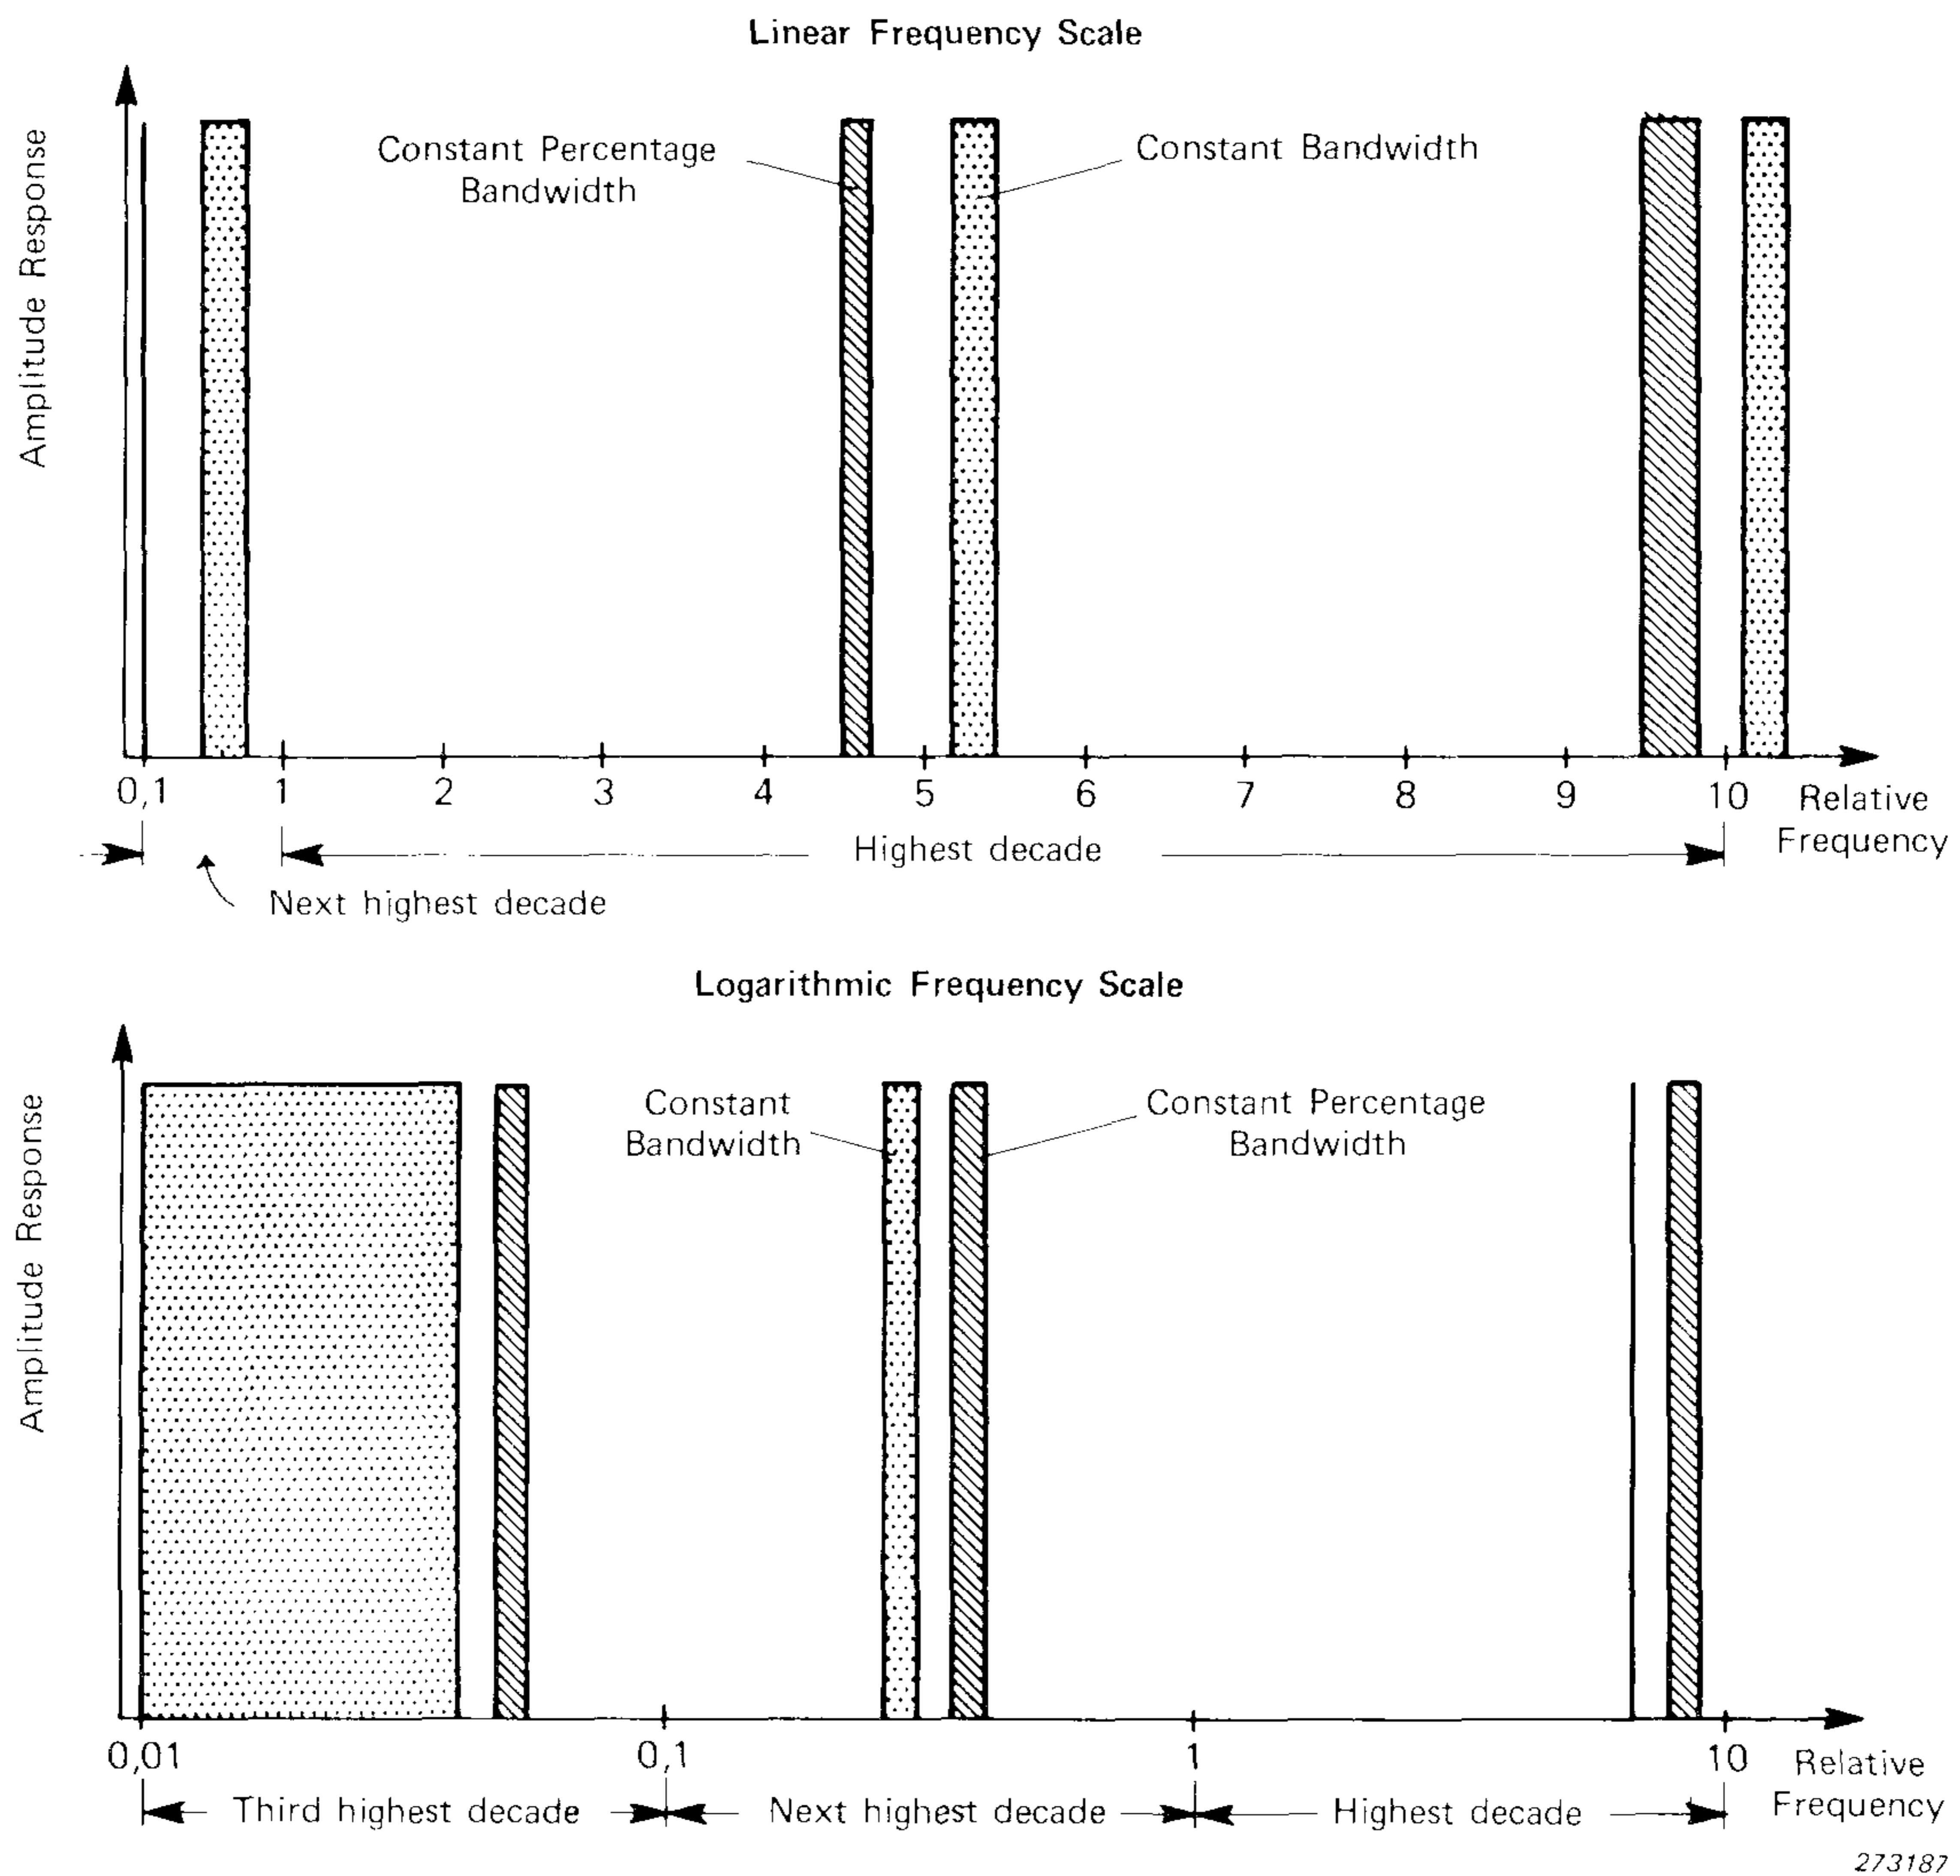 Linear Frequency Scale
Amplitude Response
Constant Percentage
Bandwidth
Constant Bandwidth
0,1 1 2 3 4 5 6 7 8 9 10 Relative
Frequency
Highest decade
Next highest decade
Logarithmic Frequency Scale
Amplitude Response
Constant
Bandwidth
Constant Percentage
Bandwidth
0,01 0,1 1 10 Relative
Frequency
Third highest decade Next highest decade Highest decade
273187